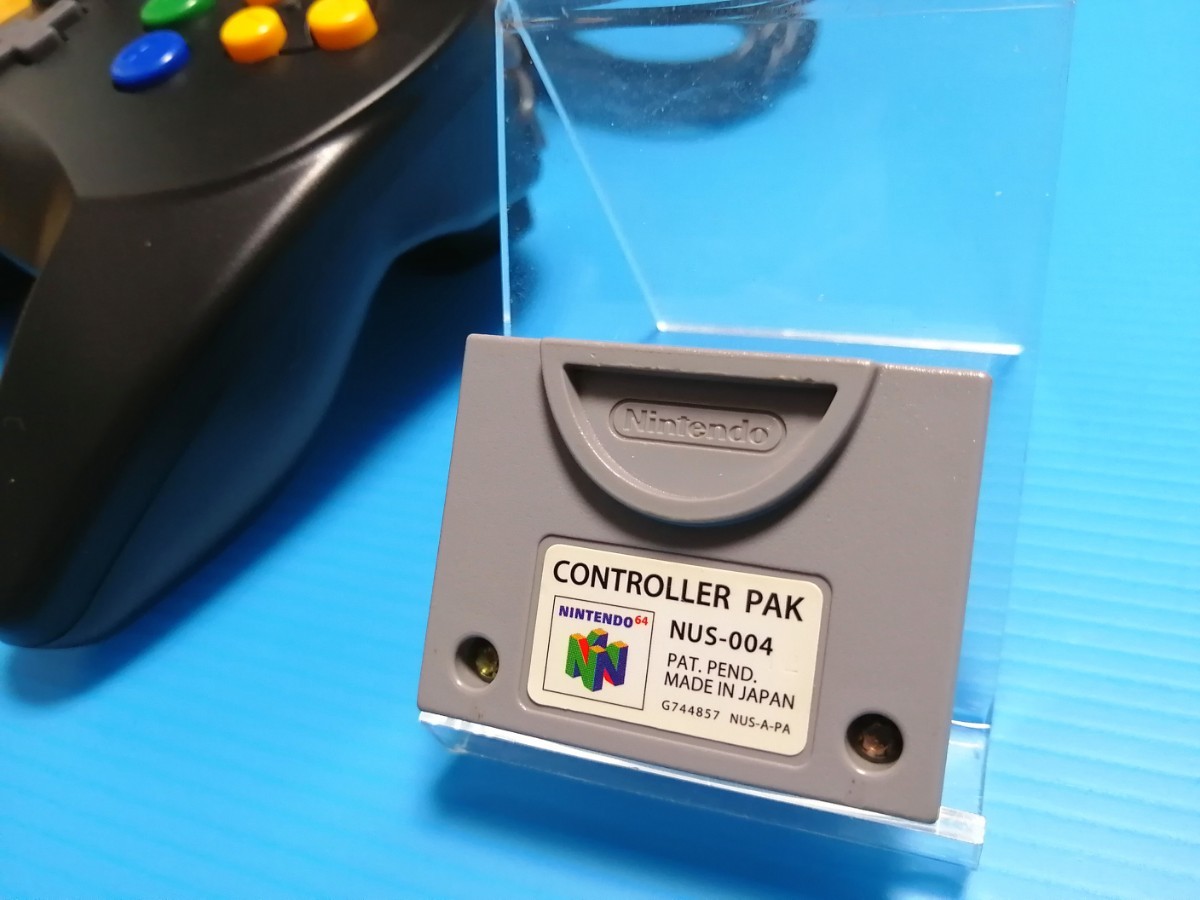 Nintendo
CONTROLLER PAK
NINTENDO64
NUS-004
PAT. PEND.
MADE IN JAPAN
G744857 NUS-A-PA